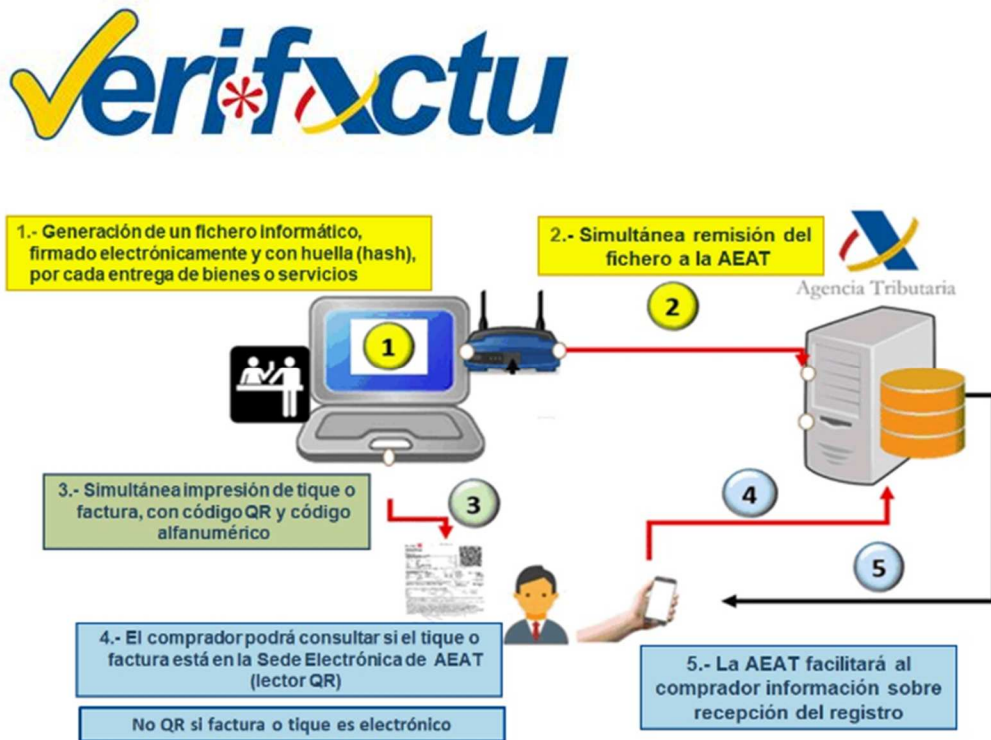 Verifactu
1.- Generación de un fichero informático,
firmado electrónicamente y con huella (hash),
por cada entrega de bienes o servicios
2.- Simultánea remisión del
fichero a la AEAT
Agencia Tributaria
2
1
3.- Simultánea impresión de tique o
factura, con código QR y código
alfanumérico
3
4
5
4.- El comprador podrá consultar si el tique o
factura está en la Sede Electrónica de AEAT
(lector QR)
5.- La AEAT facilitará al
comprador información sobre
recepción del registro
No QR si factura o tique es electrónico